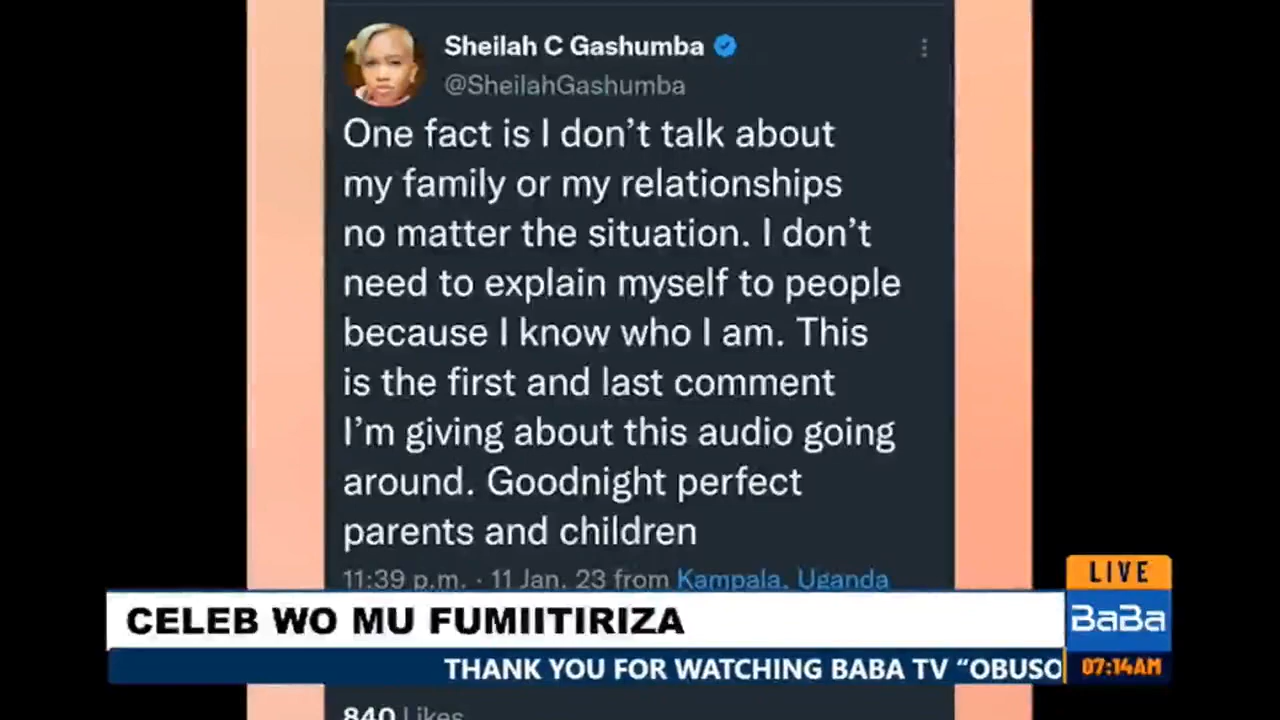 Sheilah C Gashumba
@SheilahGashumba
One fact is I don’t talk about
my family or my relationships
no matter the situation. I don’t
need to explain myself to people
because I know who I am. This
is the first and last comment
I’m giving about this audio going
around. Goodnight perfect
parents and children
11:39 p.m. · 11 Jan. 23 from Kampala, Uganda
LIVE
CELEB WO MU FUMIITIRIZA
BaBa
THANK YOU FOR WATCHING BABA TV “OBUSO
07:14AM
840 Likes